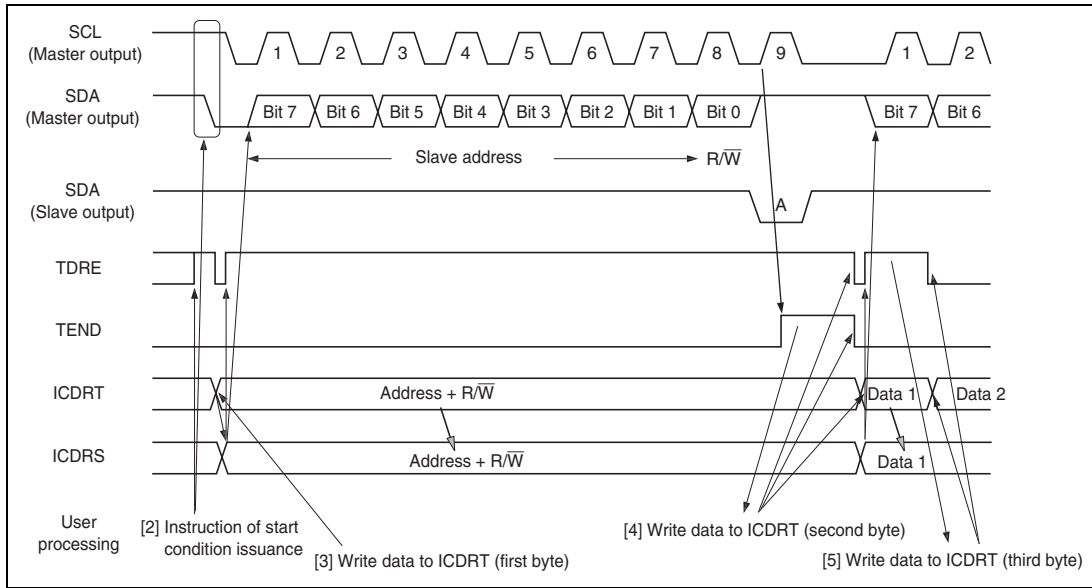 SCL
(Master output)
1 2 3 4 5 6 7 8 9 1 2
SDA
(Master output)
Bit 7 Bit 6 Bit 5 Bit 4 Bit 3 Bit 2 Bit 1 Bit 0 Bit 7 Bit 6
Slave address R/W̅
SDA
(Slave output)
A
TDRE
TEND
ICDRT
Address + R/W̅ Data 1 Data 2
ICDRS
Address + R/W̅ Data 1
User
processing
[2] Instruction of start
condition issuance
[3] Write data to ICDRT (first byte)
[4] Write data to ICDRT (second byte)
[5] Write data to ICDRT (third byte)